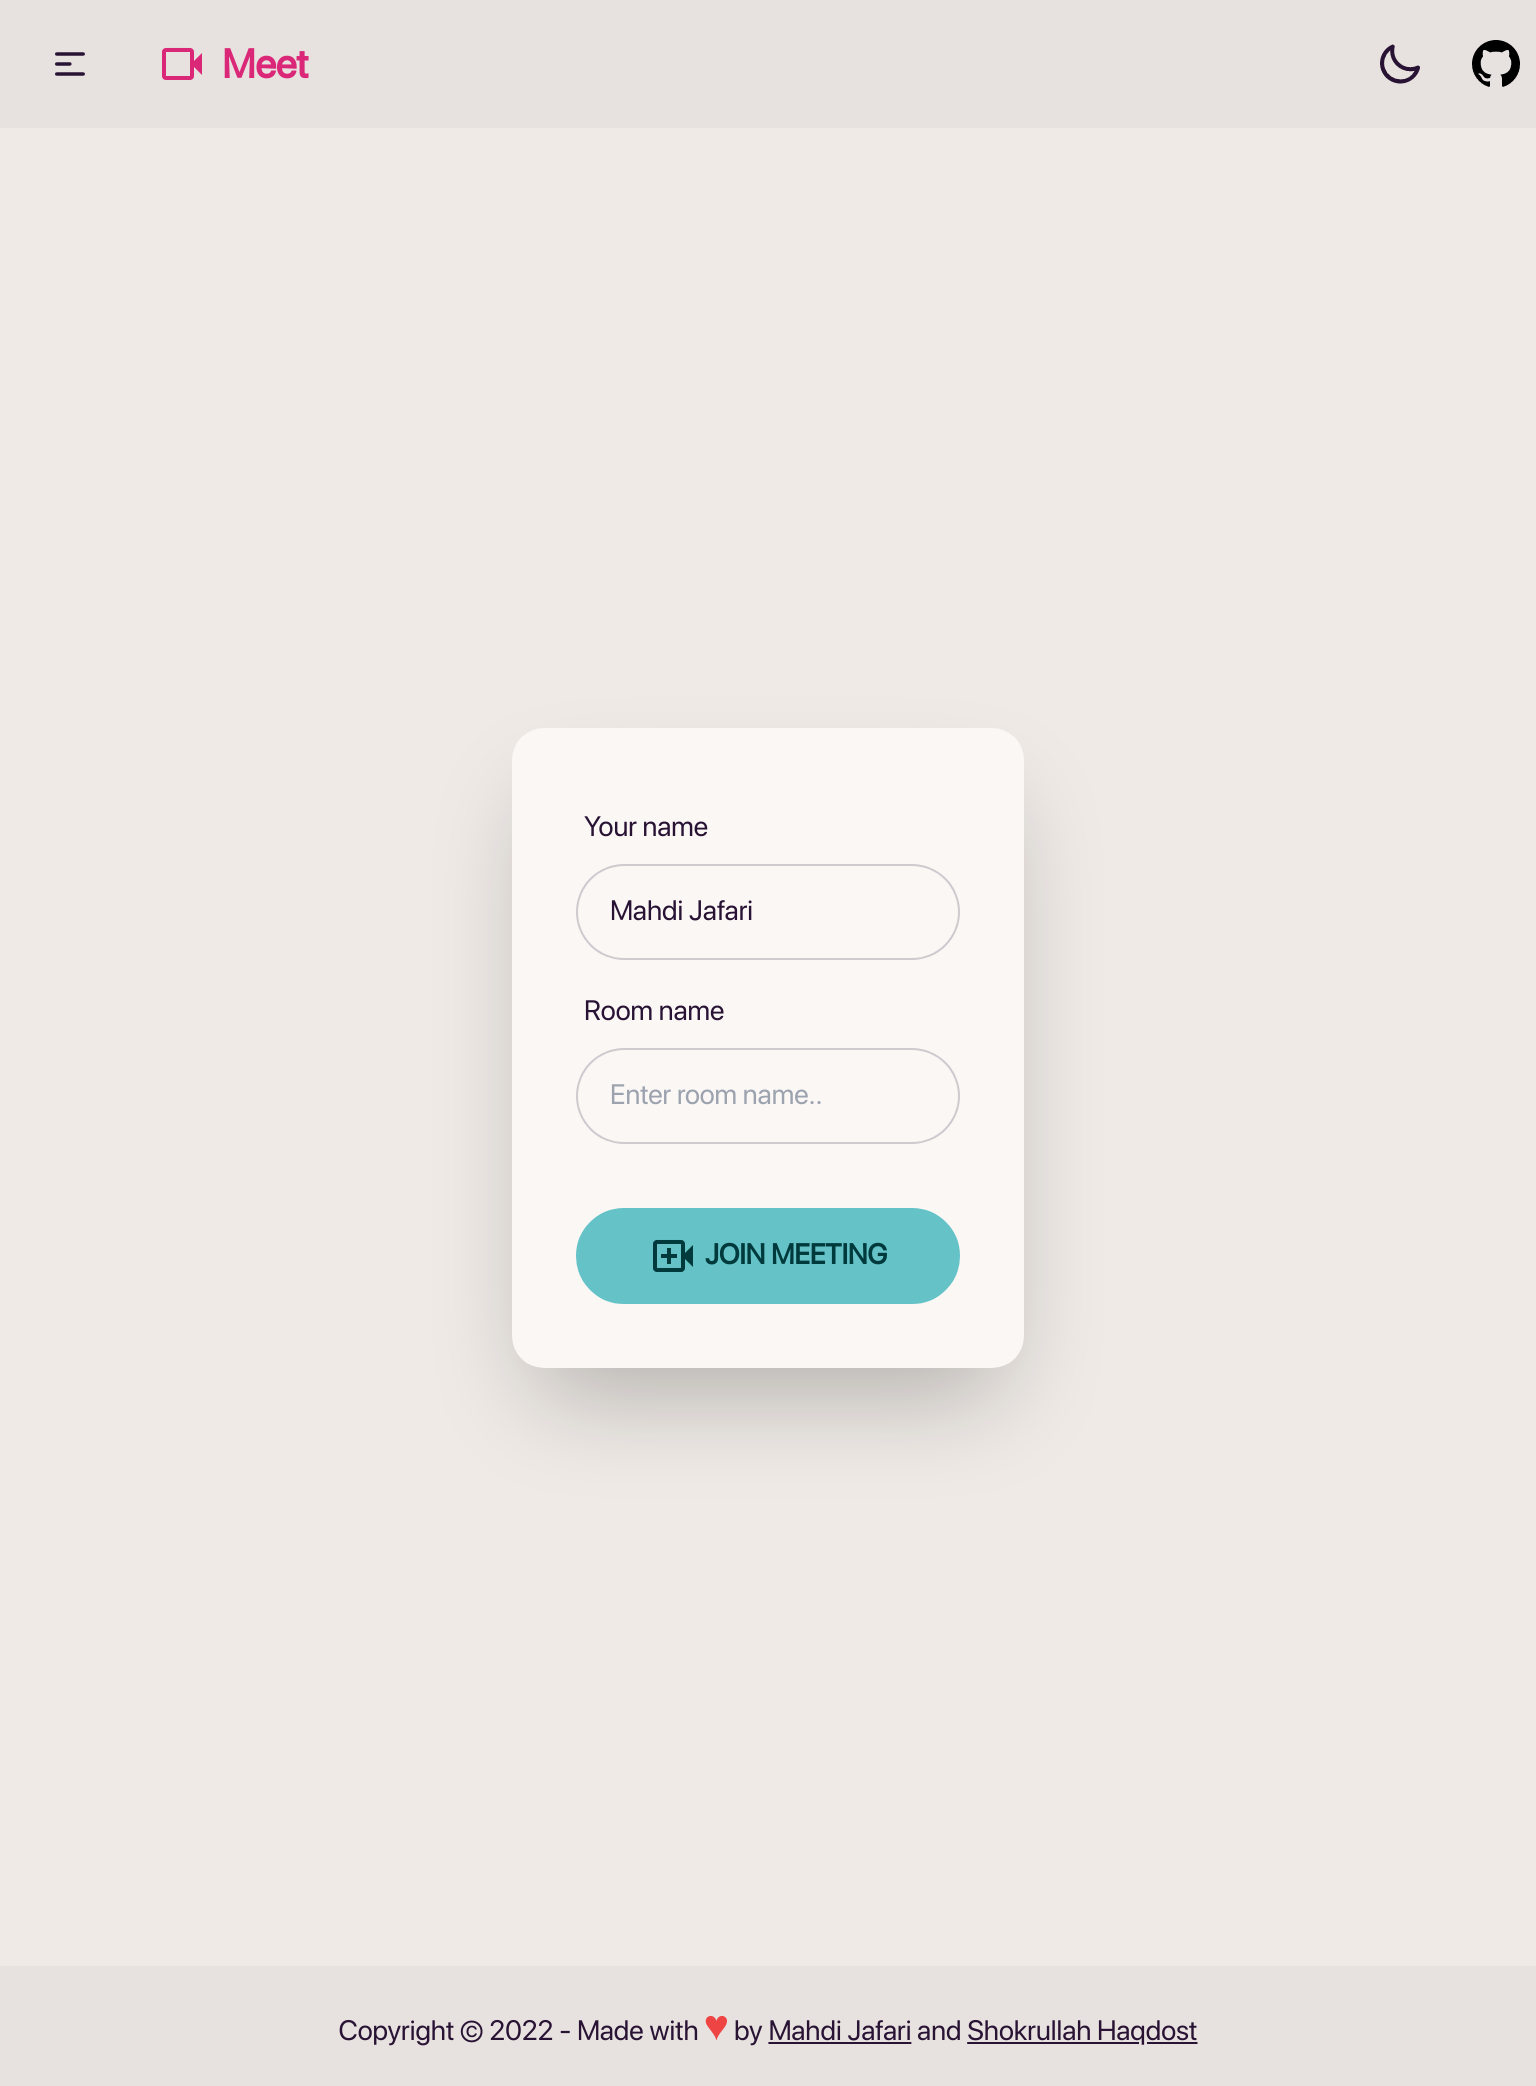 Meet
Your name
Mahdi Jafari
Room name
Enter room name..
JOIN MEETING
Copyright © 2022 - Made with ♥ by Mahdi Jafari and Shokrullah Haqdost